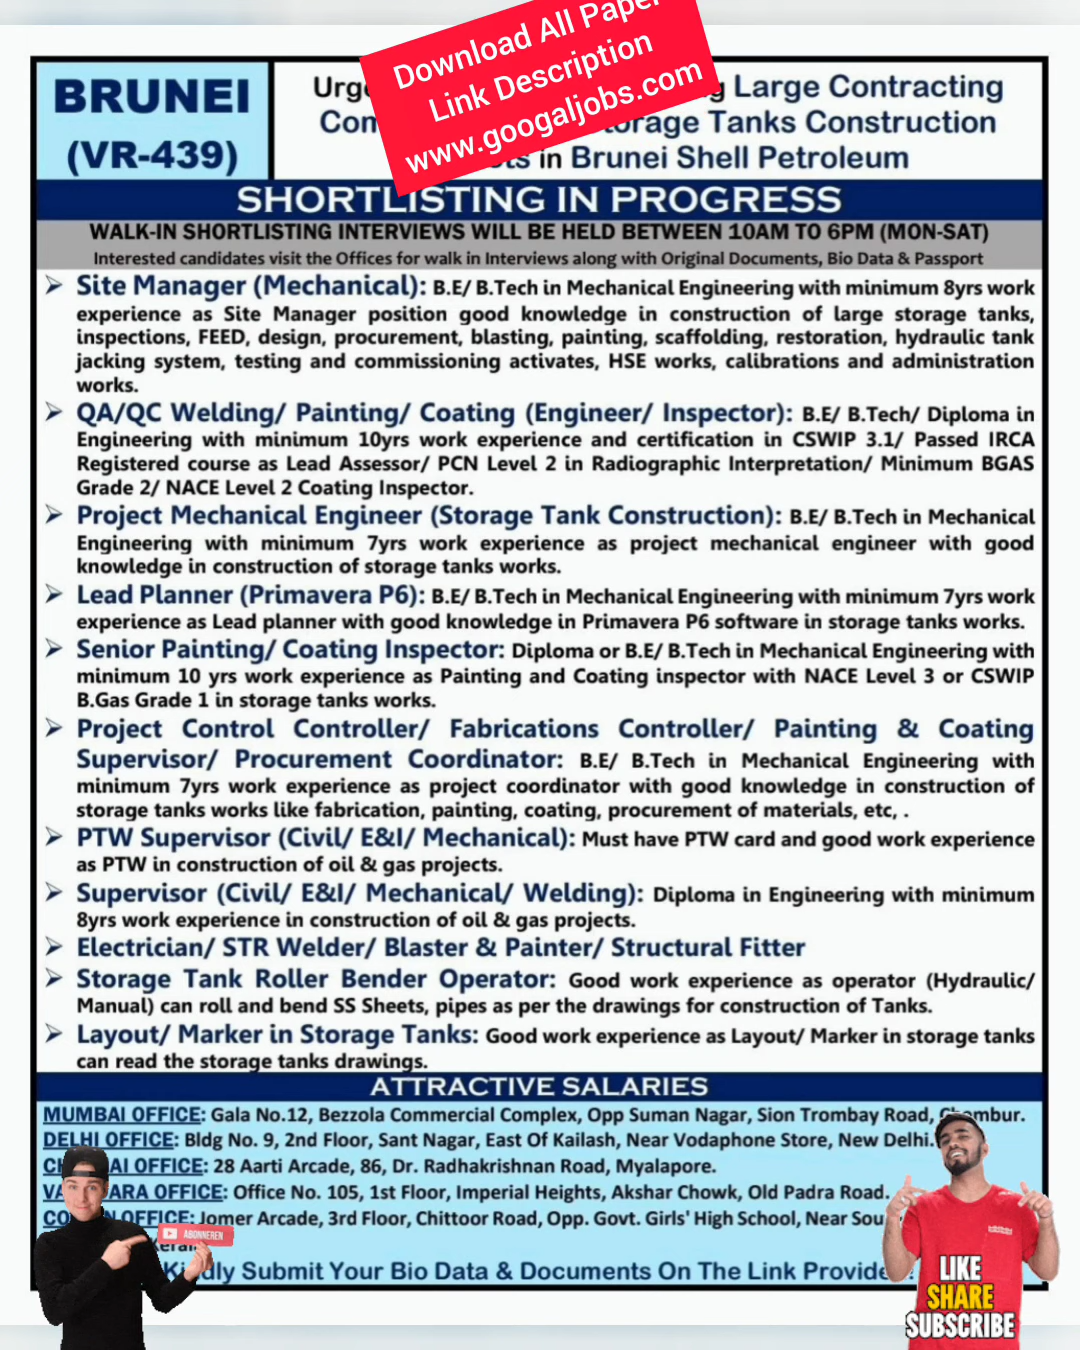 Download All Paper
Link Description
www.googaljobs.com
BRUNEI
(VR-439)
Large Contracting
Storage Tanks Construction
in Brunei Shell Petroleum
SHORTLISTING IN PROGRESS
WALK-IN SHORTLISTING INTERVIEWS WILL BE HELD BETWEEN 10AM TO 6PM (MON-SAT)
Interested candidates visit the Offices for walk in Interviews along with Original Documents, Bio Data & Passport
➢ Site Manager (Mechanical): B.E/ B.Tech in Mechanical Engineering with minimum 8yrs work
experience as Site Manager position good knowledge in construction of large storage tanks,
inspections, FEED, design, procurement, blasting, painting, scaffolding, restoration, hydraulic tank
jacking system, testing and commissioning activates, HSE works, calibrations and administration
works.
➢ QA/QC Welding/ Painting/ Coating (Engineer/ Inspector): B.E/ B.Tech/ Diploma in
Engineering with minimum 10yrs work experience and certification in CSWIP 3.1/ Passed IRCA
Registered course as Lead Assessor/ PCN Level 2 in Radiographic Interpretation/ Minimum BGAS
Grade 2/ NACE Level 2 Coating Inspector.
➢ Project Mechanical Engineer (Storage Tank Construction): B.E/ B.Tech in Mechanical
Engineering with minimum 7yrs work experience as project mechanical engineer with good
knowledge in construction of storage tanks works.
➢ Lead Planner (Primavera P6): B.E/ B.Tech in Mechanical Engineering with minimum 7yrs work
experience as Lead planner with good knowledge in Primavera P6 software in storage tanks works.
➢ Senior Painting/ Coating Inspector: Diploma or B.E/ B.Tech in Mechanical Engineering with
minimum 10 yrs work experience as Painting and Coating inspector with NACE Level 3 or CSWIP
B.Gas Grade 1 in storage tanks works.
➢ Project Control Controller/ Fabrications Controller/ Painting & Coating
Supervisor/ Procurement Coordinator: B.E/ B.Tech in Mechanical Engineering with
minimum 7yrs work experience as project coordinator with good knowledge in construction of
storage tanks works like fabrication, painting, coating, procurement of materials, etc, .
➢ PTW Supervisor (Civil/ E&I/ Mechanical): Must have PTW card and good work experience
as PTW in construction of oil & gas projects.
➢ Supervisor (Civil/ E&I/ Mechanical/ Welding): Diploma in Engineering with minimum
8yrs work experience in construction of oil & gas projects.
➢ Electrician/ STR Welder/ Blaster & Painter/ Structural Fitter
➢ Storage Tank Roller Bender Operator: Good work experience as operator (Hydraulic/
Manual) can roll and bend SS Sheets, pipes as per the drawings for construction of Tanks.
➢ Layout/ Marker in Storage Tanks: Good work experience as Layout/ Marker in storage tanks
can read the storage tanks drawings.
ATTRACTIVE SALARIES
MUMBAI OFFICE: Gala No.12, Bezzola Commercial Complex, Opp Suman Nagar, Sion Trombay Road, Chembur.
DELHI OFFICE: Bldg No. 9, 2nd Floor, Sant Nagar, East Of Kailash, Near Vodaphone Store, New Delhi.
OFFICE: 28 Aarti Arcade, 86, Dr. Radhakrishnan Road, Myalapore.
OFFICE: Office No. 105, 1st Floor, Imperial Heights, Akshar Chowk, Old Padra Road.
OFFICE: Jomer Arcade, 3rd Floor, Chittoor Road, Opp. Govt. Girls' High School, Near
ABONNEREN
Kindly Submit Your Bio Data & Documents On The Link
LIKE
SHARE
SUBSCRIBE